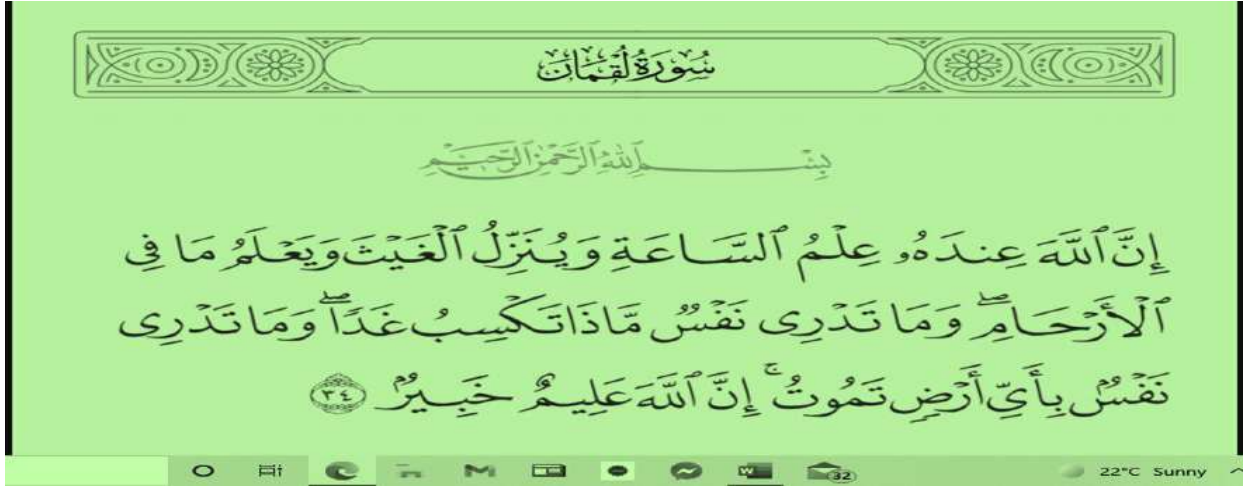 سُورَةُ لُقْمَانَ
بِسْمِ ٱللَّهِ ٱلرَّحْمَٰنِ ٱلرَّحِيمِ
إِنَّ ٱللَّهَ عِندَهُۥ عِلْمُ ٱلسَّاعَةِ وَيُنَزِّلُ ٱلْغَيْثَ وَيَعْلَمُ مَا فِى
ٱلْأَرْحَامِ ۖ وَمَا تَدْرِى نَفْسٌ مَّاذَا تَكْسِبُ غَدًا ۖ وَمَا تَدْرِى
نَفْسٌۢ بِأَىِّ أَرْضٍ تَمُوتُ ۚ إِنَّ ٱللَّهَ عَلِيمٌ خَبِيرٌۢ ٣٤
32 22°C Sunny